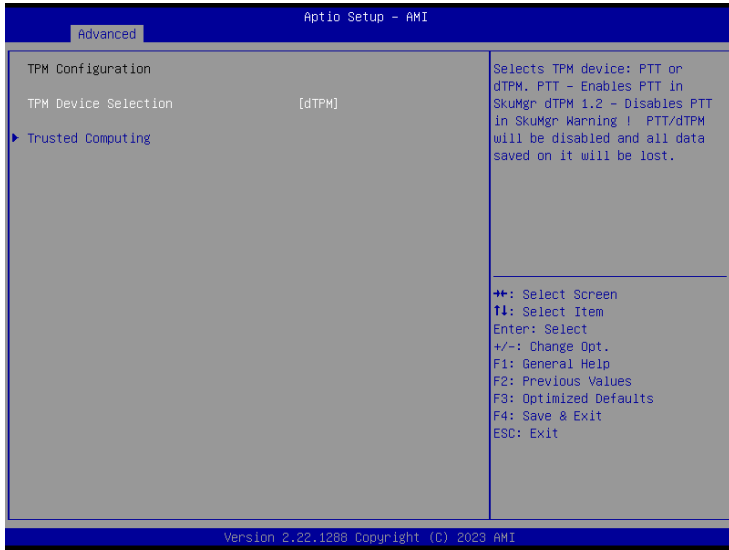 Aptio Setup - AMI
Advanced
TPM Configuration
TPM Device Selection [dTPM]
Trusted Computing
Selects TPM device: PTT or
dTPM. PTT - Enables PTT in
SkuMgr dTPM 1.2 - Disables PTT
in SkuMgr Warning ! PTT/dTPM
will be disabled and all data
saved on it will be lost.
→←: Select Screen
↑↓: Select Item
Enter: Select
+/-: Change Opt.
F1: General Help
F2: Previous Values
F3: Optimized Defaults
F4: Save & Exit
ESC: Exit
Version 2.22.1288 Copyright (C) 2023 AMI